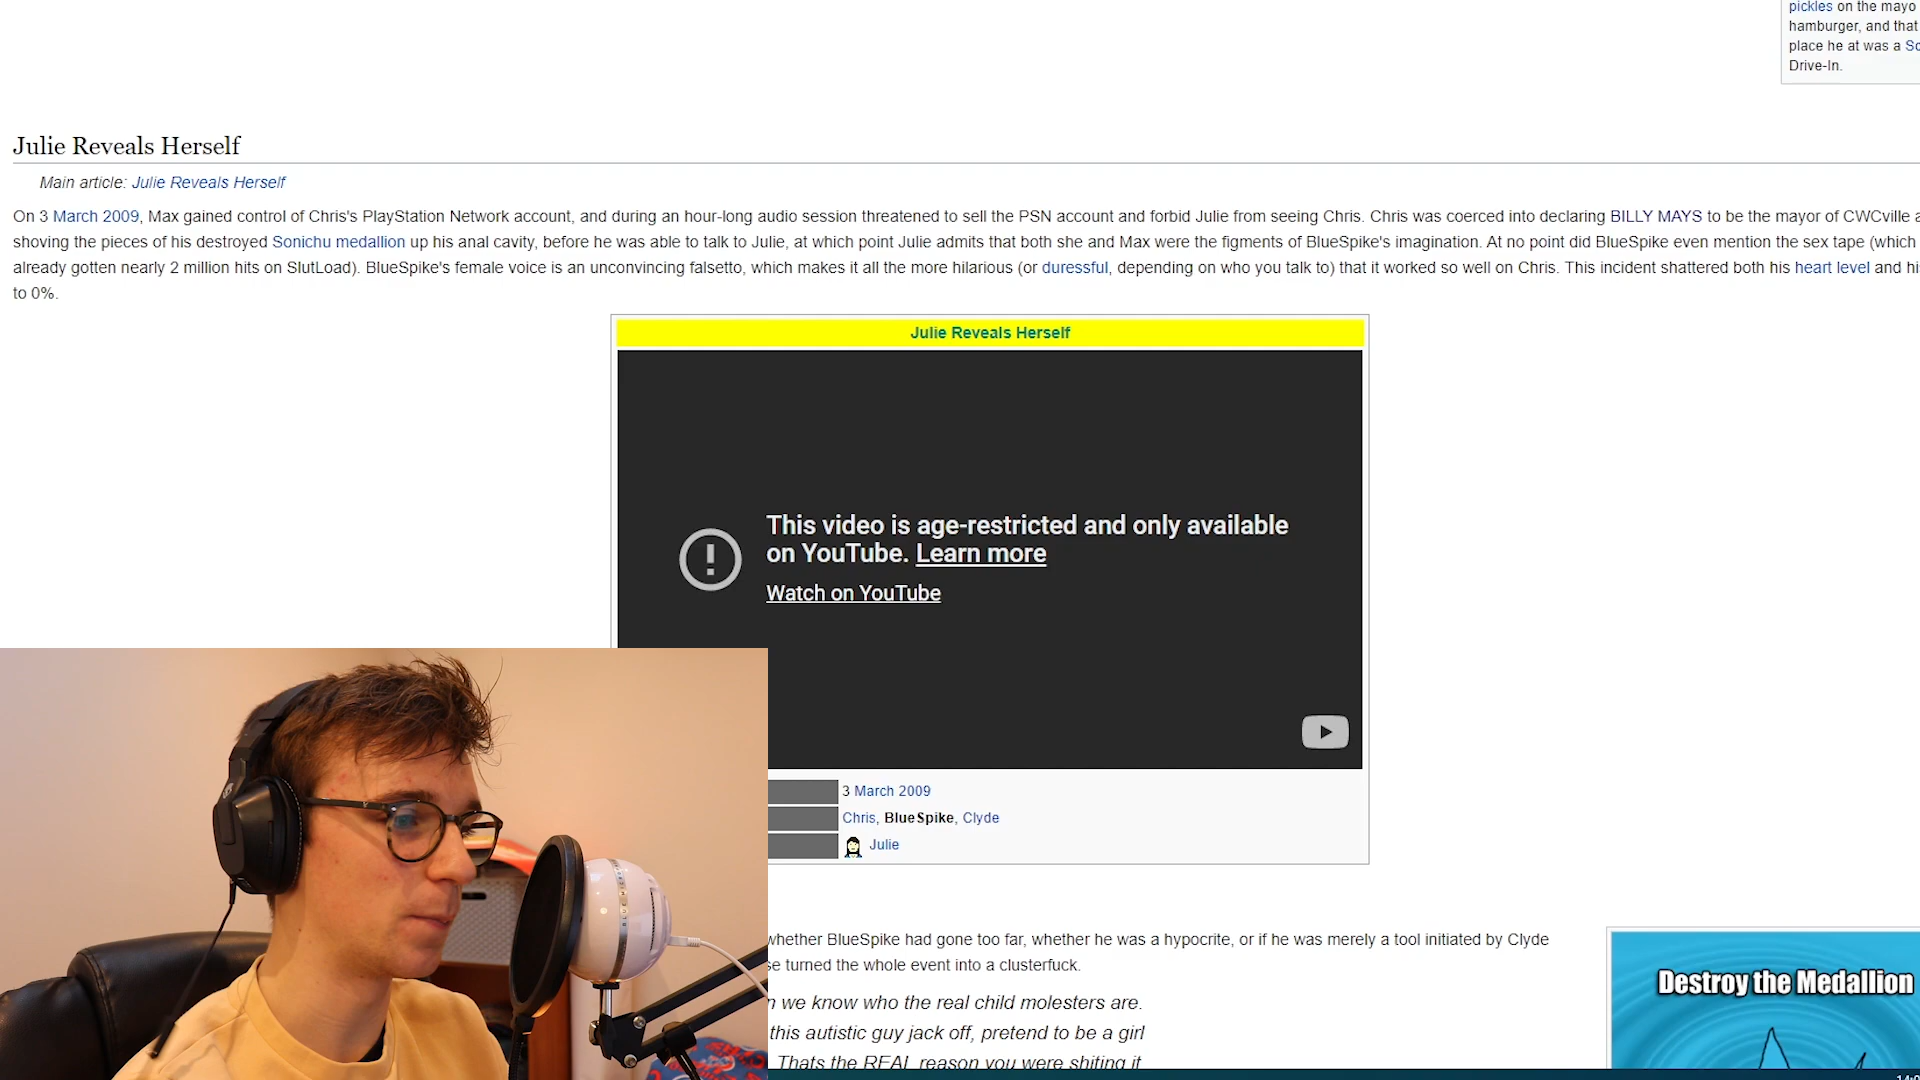 pickles on the mayo
hamburger, and that
place he at was a
Drive-In.
Julie Reveals Herself
Main article: Julie Reveals Herself
On 3 March 2009, Max gained control of Chris's PlayStation Network account, and during an hour-long audio session threatened to sell the PSN account and forbid Julie from seeing Chris. Chris was coerced into declaring BILLY MAYS to be the mayor of CWCville
shoving the pieces of his destroyed Sonichu medallion up his anal cavity, before he was able to talk to Julie, at which point Julie admits that both she and Max were the figments of BlueSpike's imagination. At no point did BlueSpike even mention the sex tape (which
already gotten nearly 2 million hits on SlutLoad). BlueSpike's female voice is an unconvincing falsetto, which makes it all the more hilarious (or duressful, depending on who you talk to) that it worked so well on Chris. This incident shattered both his heart level and
to 0%.
Julie Reveals Herself
This video is age-restricted and only available
on YouTube. Learn more
Watch on YouTube
3 March 2009
Chris, BlueSpike, Clyde
Julie
whether BlueSpike had gone too far, whether he was a hypocrite, or if he was merely a tool initiated by Clyde
turned the whole event into a clusterfuck.
we know who the real child molesters are.
this autistic guy jack off, pretend to be a girl
Thats the REAL reason you were shiting it
Destroy the Medallion